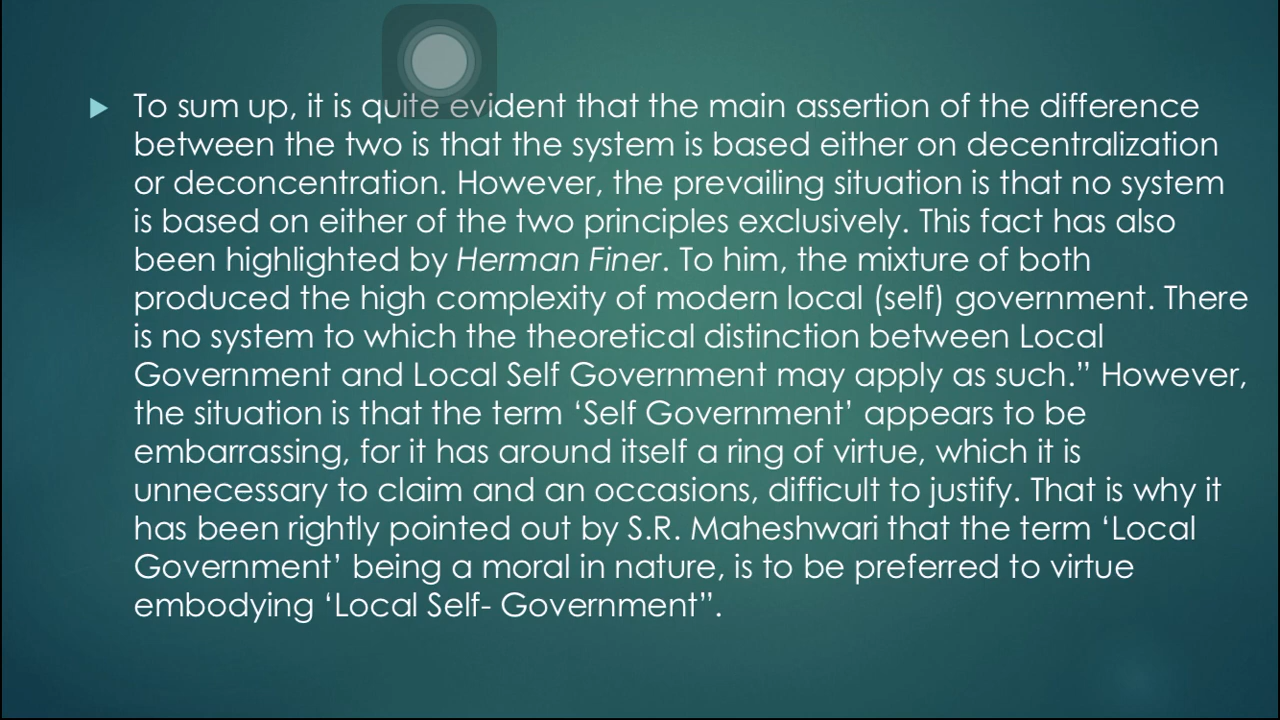 To sum up, it is quite evident that the main assertion of the difference
between the two is that the system is based either on decentralization
or deconcentration. However, the prevailing situation is that no system
is based on either of the two principles exclusively. This fact has also
been highlighted by Herman Finer. To him, the mixture of both
produced the high complexity of modern local (self) government. There
is no system to which the theoretical distinction between Local
Government and Local Self Government may apply as such.” However,
the situation is that the term ‘Self Government’ appears to be
embarrassing, for it has around itself a ring of virtue, which it is
unnecessary to claim and an occasions, difficult to justify. That is why it
has been rightly pointed out by S.R. Maheshwari that the term ‘Local
Government’ being a moral in nature, is to be preferred to virtue
embodying ‘Local Self- Government”.